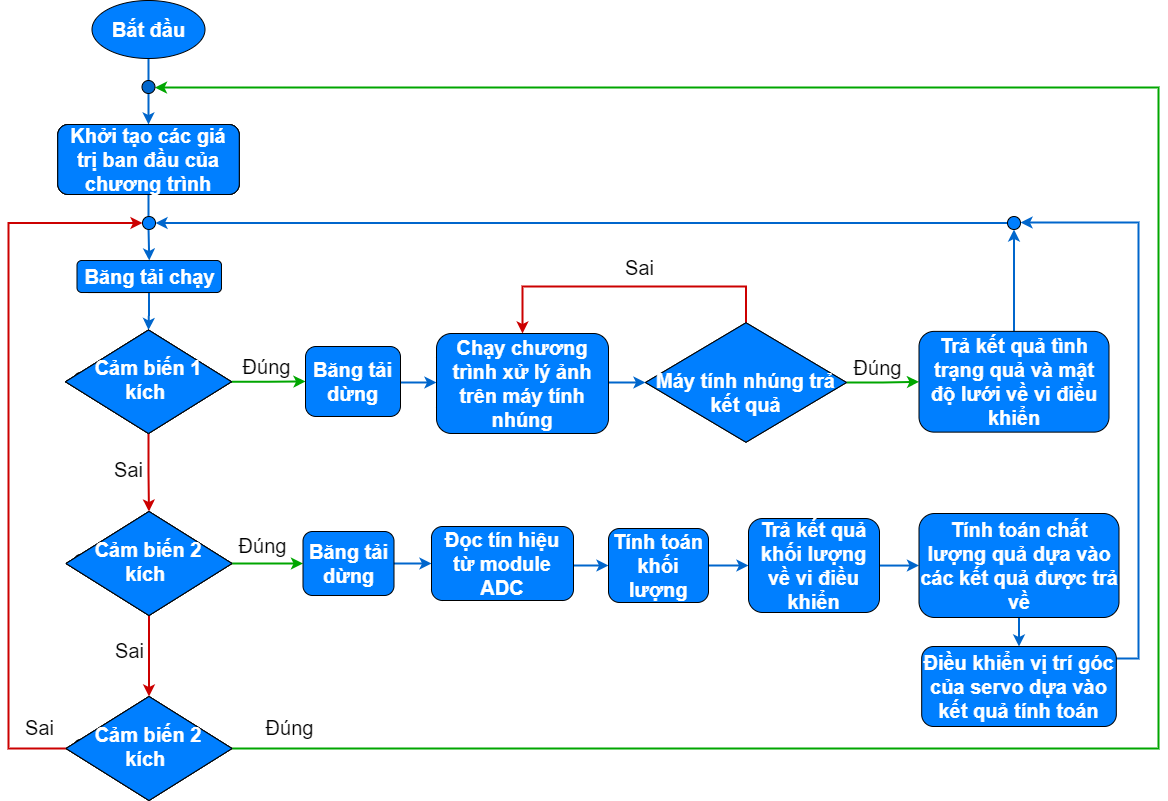 Bắt đầu
Khởi tạo các giá
trị ban đầu của
chương trình
Băng tải chạy
Cảm biến 1
kích
Đúng
Băng tải
dừng
Chạy chương
trình xử lý ảnh
trên máy tính
nhúng
Sai
Máy tính nhúng trả
kết quả
Đúng
Trả kết quả tình
trạng quả và mật
độ lưới về vi điều
khiển
Sai
Cảm biến 2
kích
Đúng
Băng tải
dừng
Đọc tín hiệu
từ module
ADC
Tính toán
khối
lượng
Trả kết quả
khối lượng
về vi điều
khiển
Tính toán chất
lượng quả dựa vào
các kết quả được trả
về
Điều khiển vị trí góc
của servo dựa vào
kết quả tính toán
Sai
Cảm biến 2
kích
Sai
Đúng